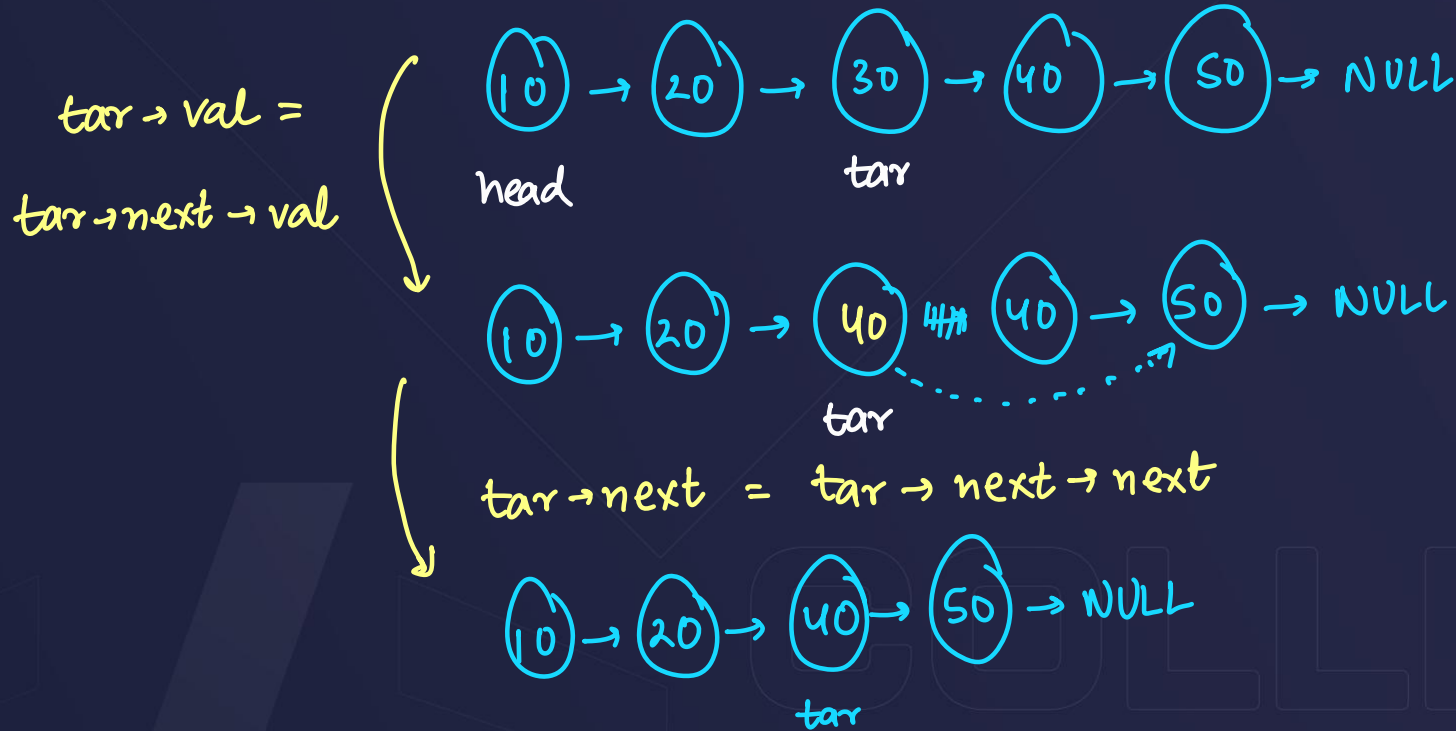 10 → 20 → 30 → 40 → 50 → NULL
head tar
tar → val =
tar → next → val
10 → 20 → 40 40 → 50 → NULL
tar
tar → next = tar → next → next
10 → 20 → 40 → 50 → NULL
tar
COLL